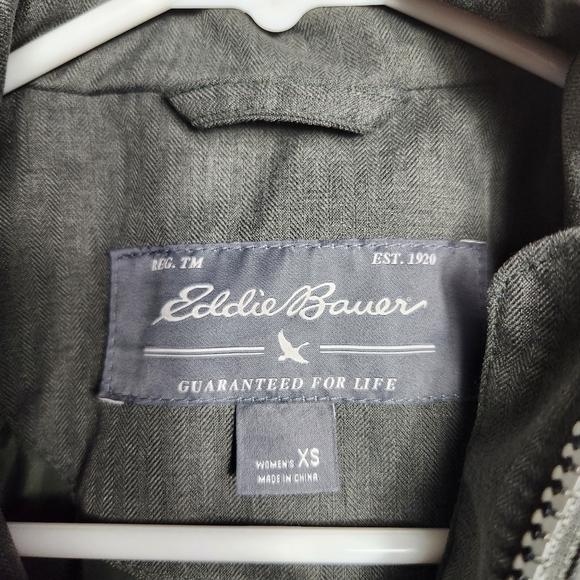 REG. TM EST. 1920
Eddie Bauer
GUARANTEED FOR LIFE
WOMEN'S XS
MADE IN CHINA